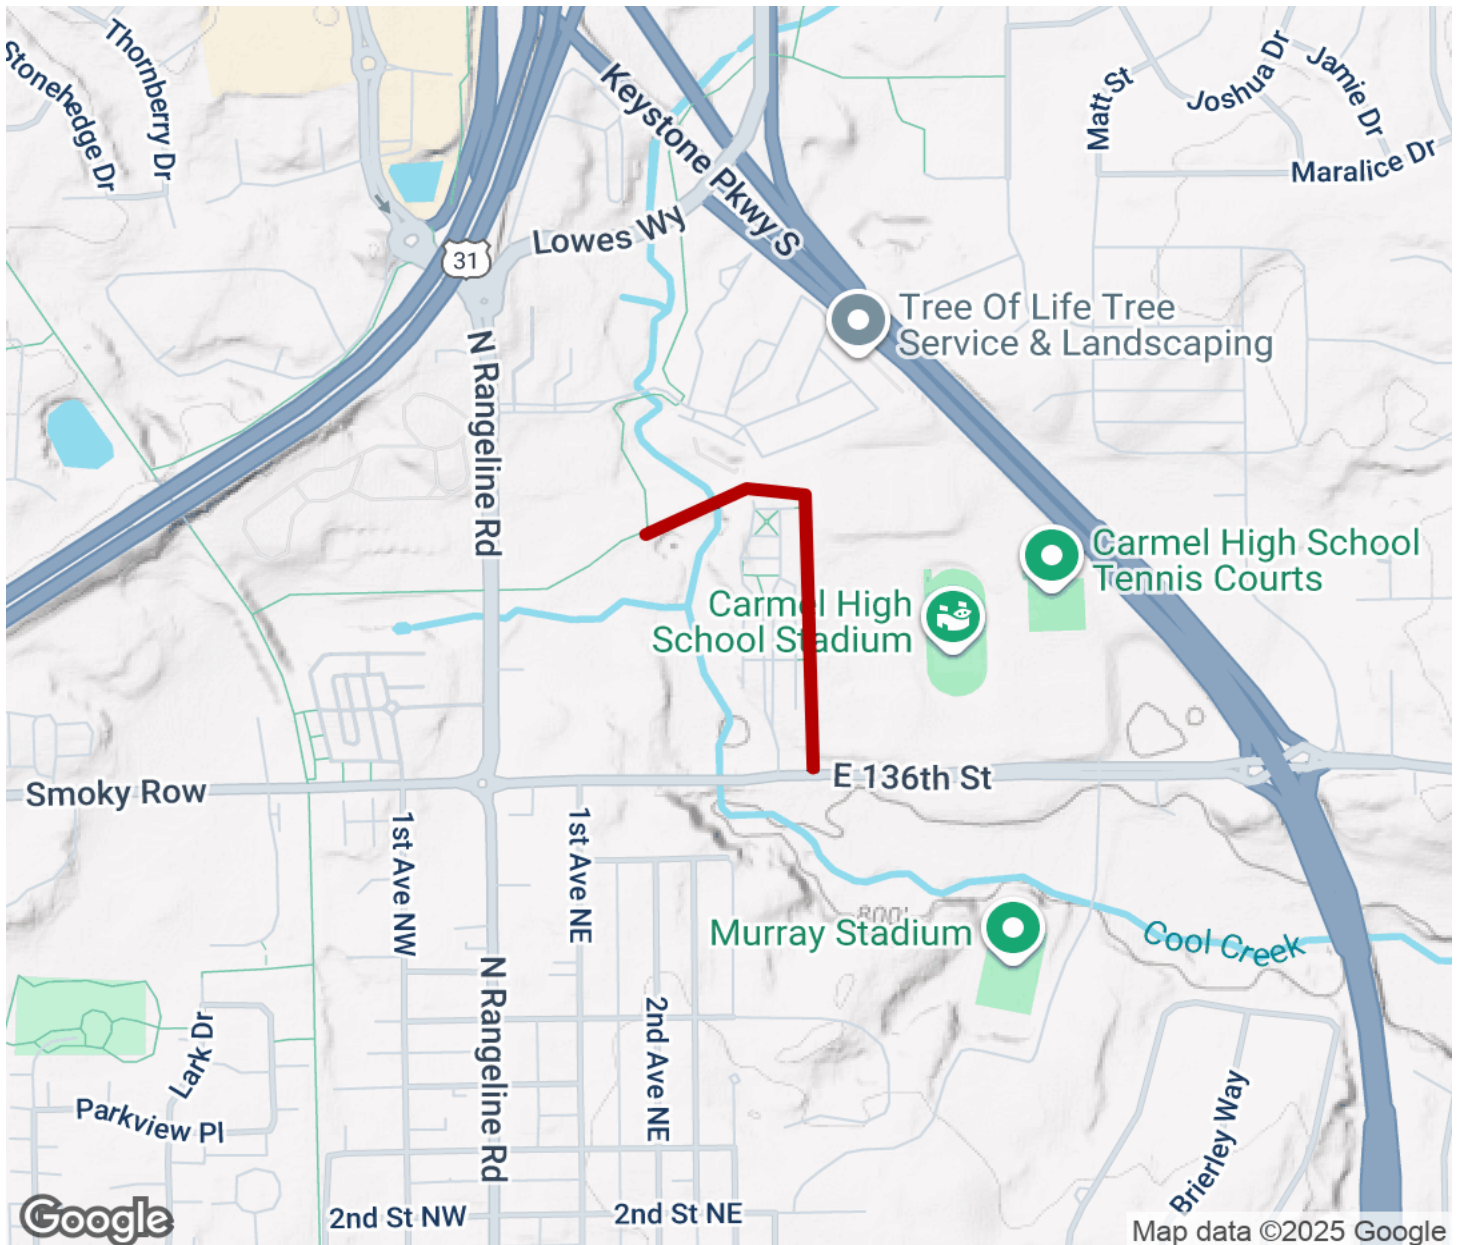 Thornberry Dr
Stonehedge Dr
Keystone Pkwy S
Matt St
Joshua Dr
Jamie Dr
Maralice Dr
Lowes Wy
31
Tree Of Life Tree
Service & Landscaping
N Rangeline Rd
Carmel High School
Tennis Courts
Carmel High
School Stadium
E 136th St
Smoky Row
1st Ave NW
1st Ave NE
800'
Murray Stadium
Cool Creek
N Rangeline Rd
2nd Ave NE
Lark Dr
Parkview Pl
Brierley Way
2nd St NW
2nd St NE
Google
Map data ©2025 Google